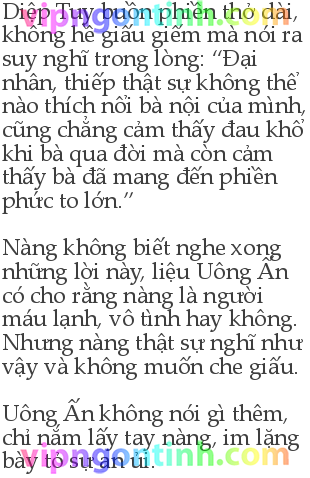 Diệp Tuy buồn phiền thở dài,
không hề giấu giếm mà nói ra
suy nghĩ trong lòng: “Đại
nhân, thiếp thật sự không thể
nào thích nổi bà nội của mình,
cũng chẳng cảm thấy đau khổ
khi bà qua đời mà còn cảm
thấy bà đã mang đến phiền
phức to lớn.”
Nàng không biết nghe xong
những lời này, liệu Uông Ấn
có cho rằng nàng là người
máu lạnh, vô tình hay không.
Nhưng nàng thật sự nghĩ như
vậy và không muốn che giấu.
Uông Ấn không nói gì thêm,
chỉ nắm lấy tay nàng, im lặng
bày tỏ sự an ủi.
vipngontinh.com
vipngontinh.com